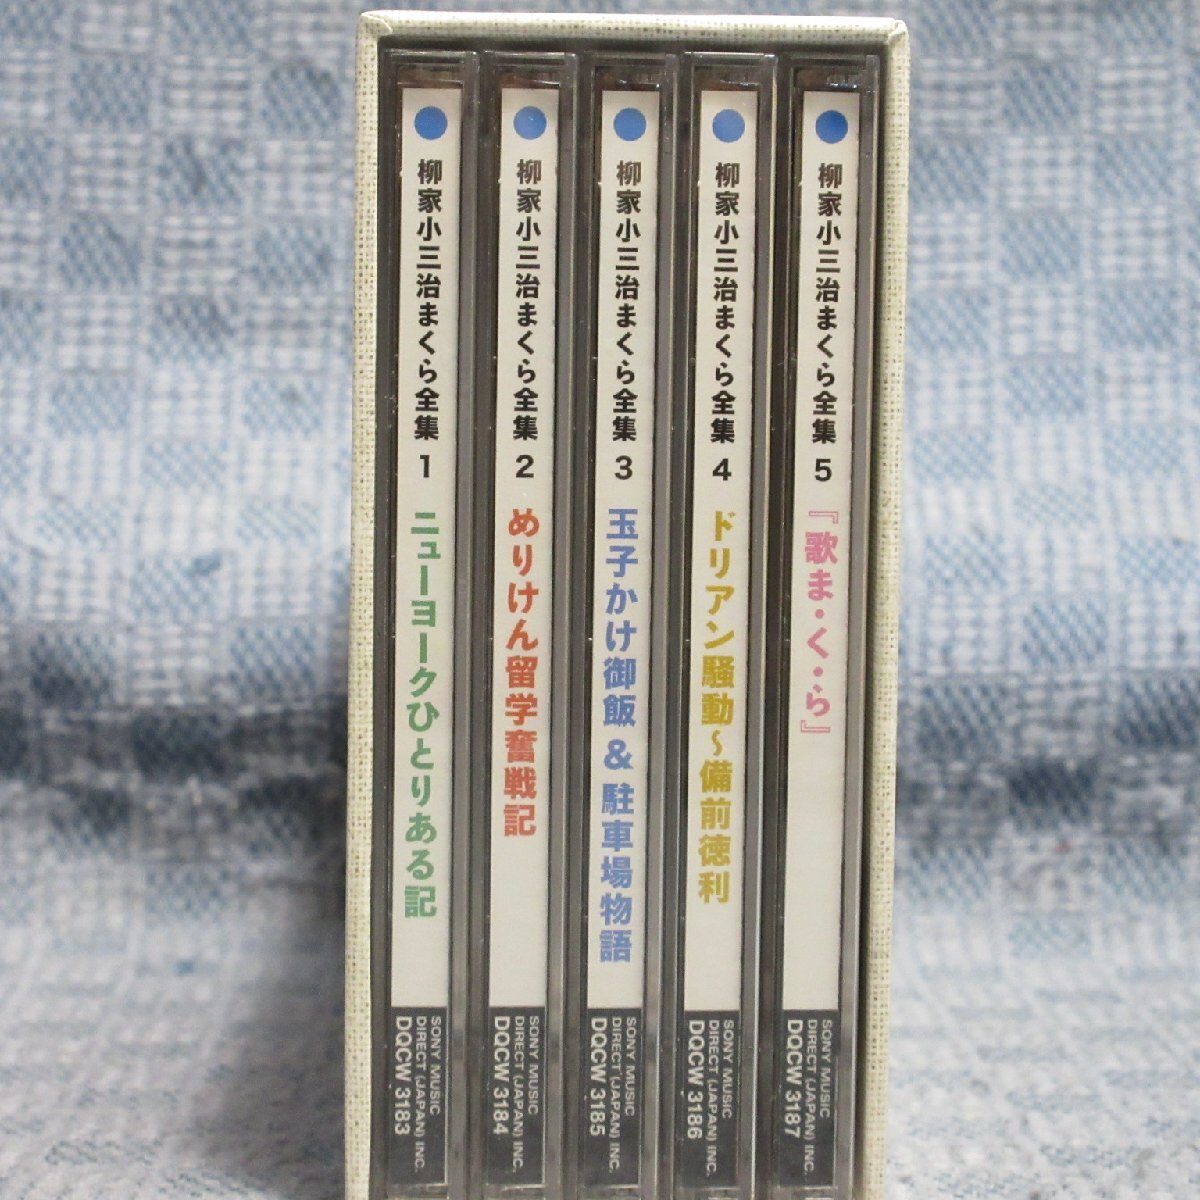 柳家小三治まくら全集 1 ニューヨークひとりある記
SONY MUSIC
DIRECT (JAPAN) INC.
DQCW 3183
柳家小三治まくら全集 2 めりけん留学奮戦記
SONY MUSIC
DIRECT (JAPAN) INC.
DQCW 3184
柳家小三治まくら全集 3 玉子かけ御飯 & 駐車場物語
SONY MUSIC
DIRECT (JAPAN) INC.
DQCW 3185
柳家小三治まくら全集 4 ドリアン騒動~備前徳利
SONY MUSIC
DIRECT (JAPAN) INC.
DQCW 3186
柳家小三治まくら全集 5 『歌ま・く・ら』
SONY MUSIC
DIRECT (JAPAN) INC.
DQCW 3187